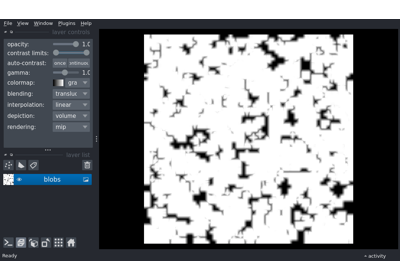 File View Window Plugins Help
layer controls
opacity: 1.0
contrast limits:
auto-contrast: once
gamma: 1.0
colormap: gra
blending: transluc
interpolation: linear
depiction: volume
rendering: mip
layer list
blobs
Ready
activity